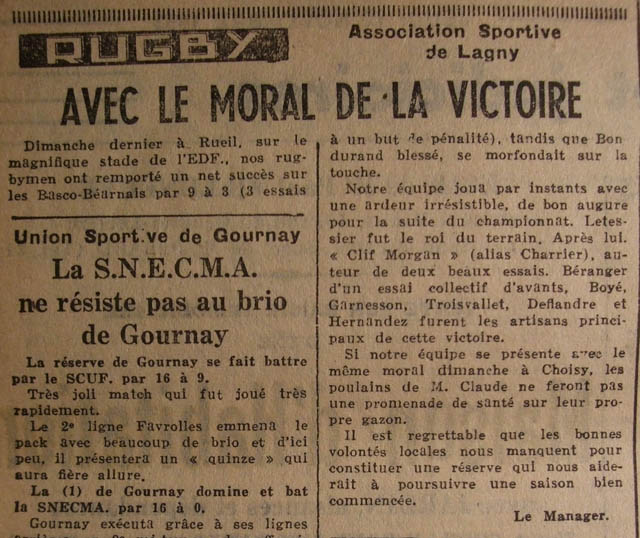 RUGBY
Association Sportive
de Lagny
AVEC LE MORAL DE LA VICTOIRE
Dimanche dernier à Rueil, sur le
magnifique stade de l'EDF., nos rug-
bymen ont remporté un net succès sur
les Basco-Béarnais par 9 à 3 (3 essais
à un but de pénalité), tandis que Bon
durand blessé, se morfondait sur la
touche.
Notre équipe joua par instants avec
une ardeur irrésistible, de bon augure
pour la suite du championnat. Letes-
sier fut le roi du terrain. Après lui.
« Clif Morgan » (alias Charrier), au-
teur de deux beaux essais. Béranger
d'un essai collectif d'avants, Boyé,
Garnesson, Troisvallet, Deflandre et
Hernandez furent les artisans princi-
paux de cette victoire.
Si notre équipe se présente avec le
même moral dimanche à Choisy, les
poulains de M. Claude ne feront pas
une promenade de santé sur leur pro-
pre gazon.
Il est regrettable que les bonnes
volontés locales nous manquent pour
constituer une réserve qui nous aide-
rait à poursuivre une saison bien
commencée.
Le Manager.
Union Sportive de Gournay
La S.N.E.C.M.A.
ne résiste pas au brio
de Gournay
La réserve de Gournay se fait battre
par le SCUF. par 16 à 9.
Très joli match qui fut joué très
rapidement.
Le 2e ligne Favrolles emmena le
pack avec beaucoup de brio et d'ici
peu, il présentera un « quinze » qui
aura fière allure.
La (1) de Gournay domine et bat
la SNECMA. par 16 à 0.
Gournay exécuta grâce à ses lignes